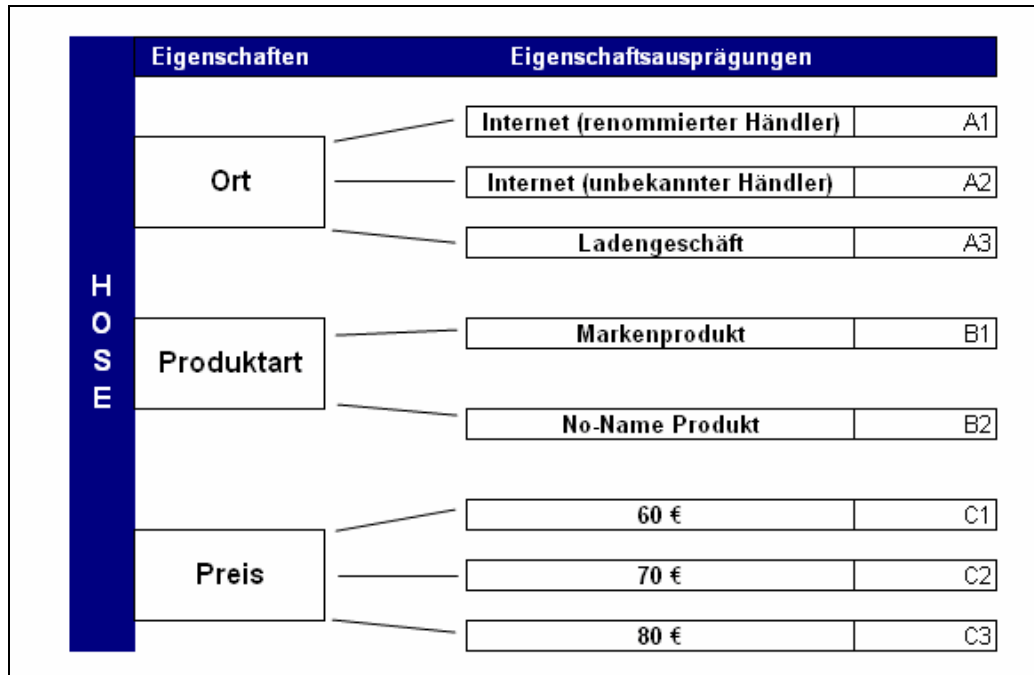 Eigenschaften Eigenschaftsausprägungen
HOSE
Ort
Internet (renommierter Händler) A1
Internet (unbekannter Händler) A2
Ladengeschäft A3
Produktart
Markenprodukt B1
No-Name Produkt B2
Preis
60 € C1
70 € C2
80 € C3